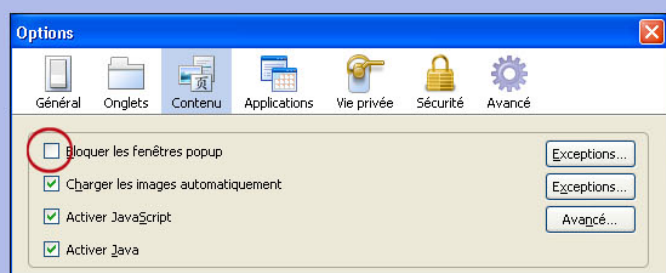 Options
Général Onglets Contenu Applications Vie privée Sécurité Avancé
Bloquer les fenêtres popup Exceptions...
Charger les images automatiquement Exceptions...
Activer JavaScript Avancé...
Activer Java